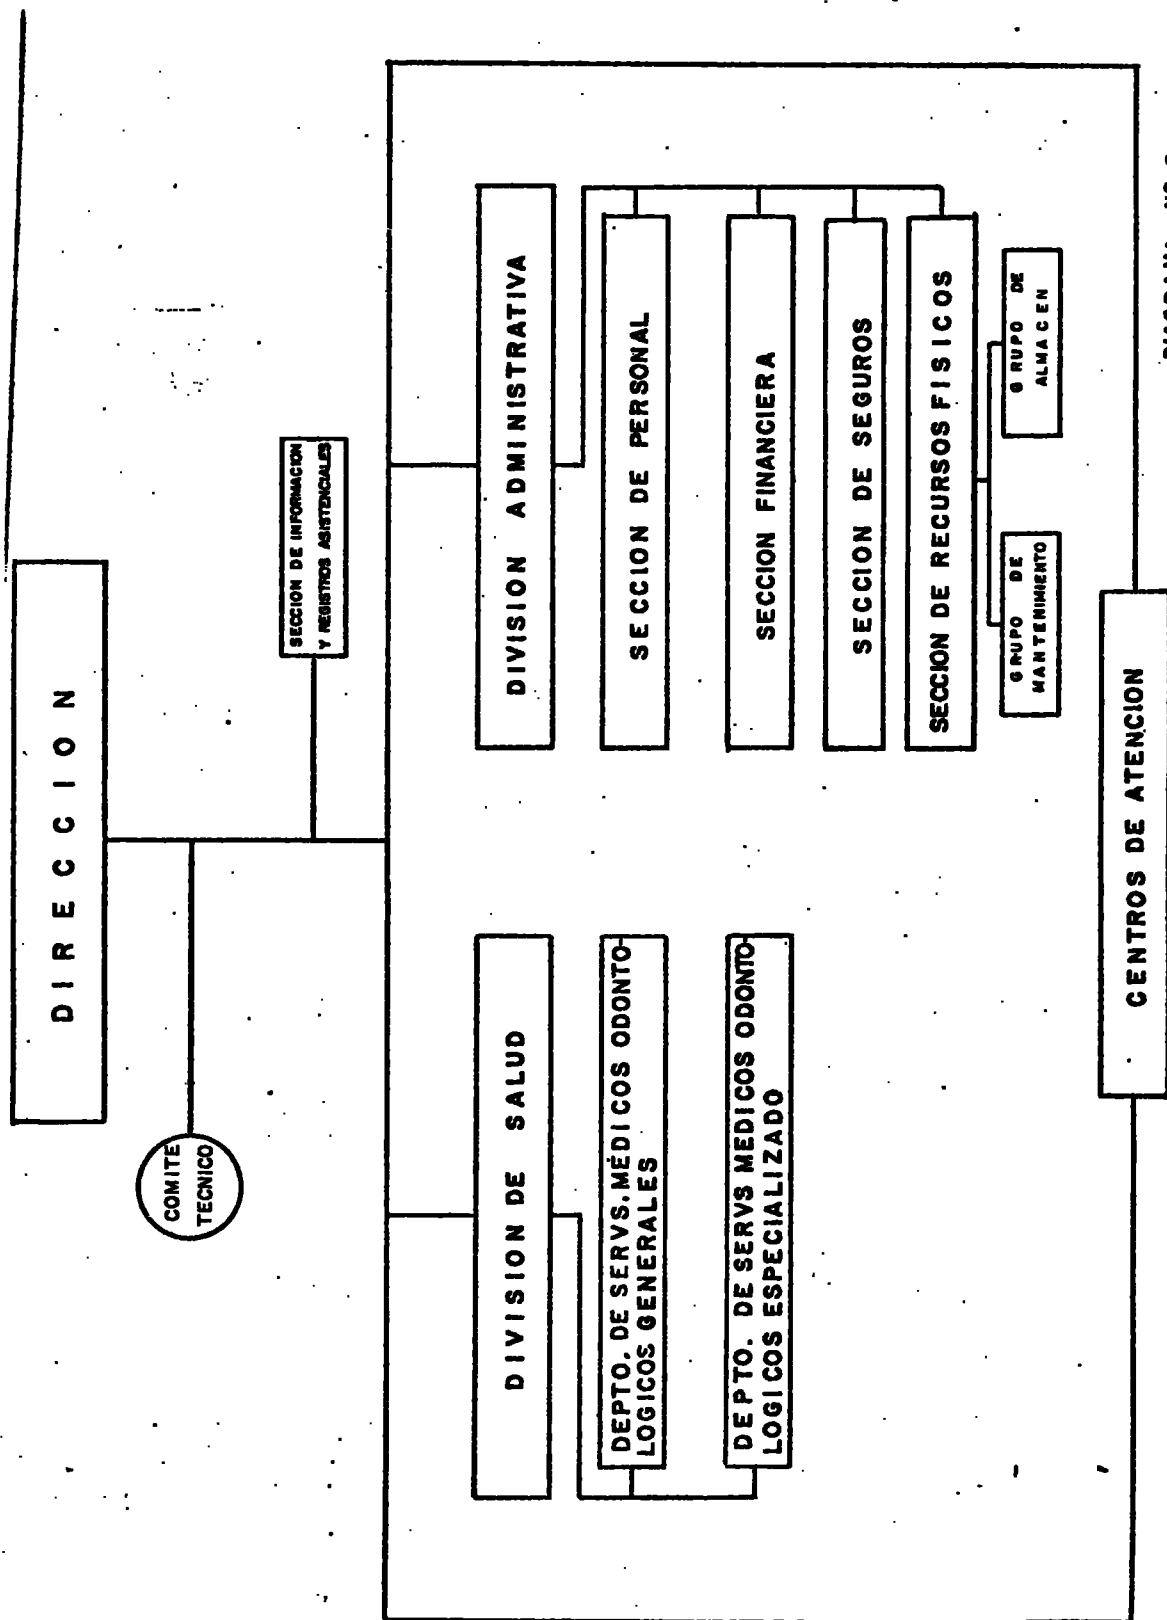 DIRECCION
COMITE
TECNICO
SECCION DE INFORMACION
Y REGISTROS ASISTENCIALES
DIVISION DE SALUD
DEPTO. DE SERVS. MÉDICOS ODONTO-
LOGICOS GENERALES
DEPTO. DE SERVS MEDICOS ODONTO-
LOGICOS ESPECIALIZADO
DIVISION ADMINISTRATIVA
SECCION DE PERSONAL
SECCION FINANCIERA
SECCION DE SEGUROS
SECCION DE RECURSOS FISICOS
GRUPO DE
MANTENIMIENTO
GRUPO DE
ALMACEN
CENTROS DE ATENCION